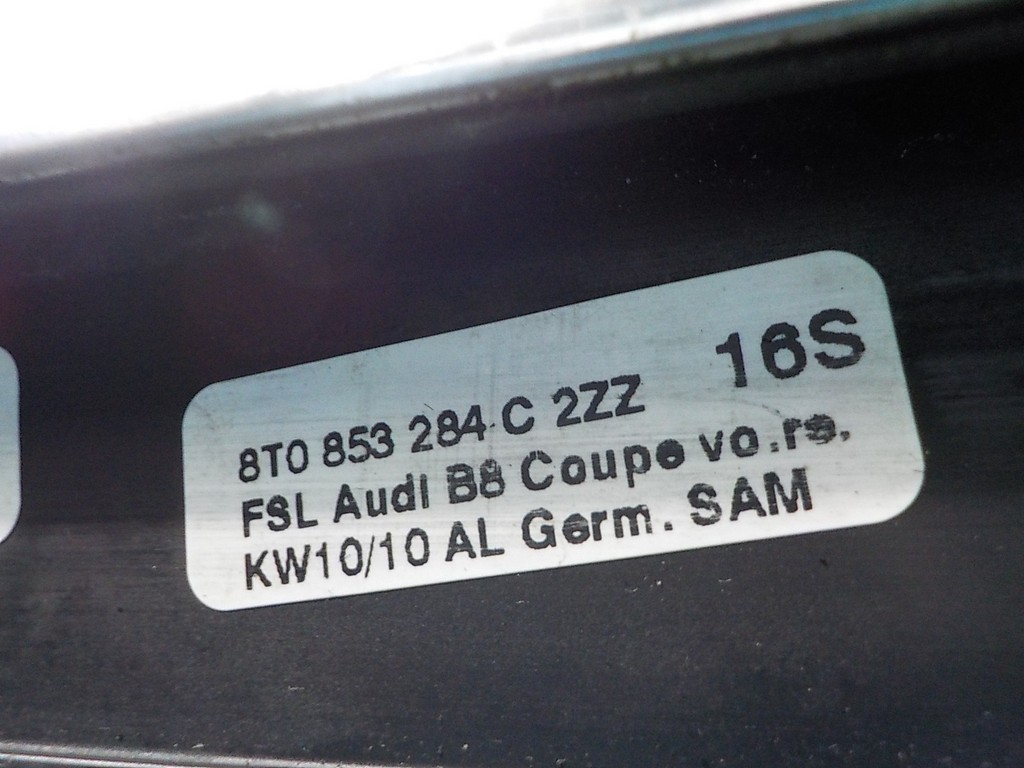 16S
8T0 853 284 C 2ZZ
FSL Audi B8 Coupe vo.re.
KW10/10 AL Germ. SAM